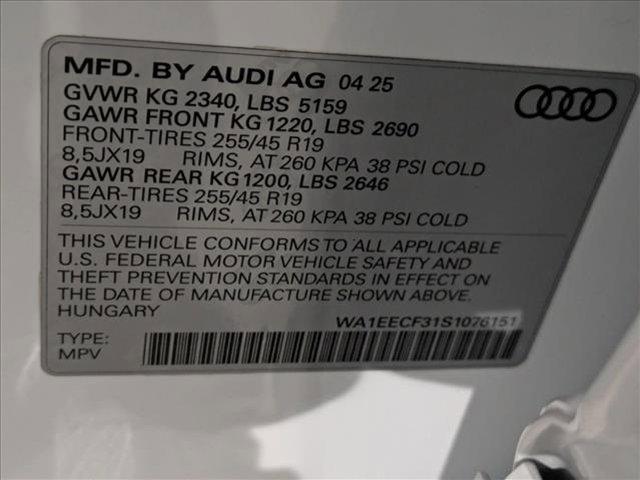 MFD. BY AUDI AG 04 25
GVWR KG 2340, LBS 5159
GAWR FRONT KG 1220, LBS 2690
FRONT-TIRES 255/45 R19
8,5JX19 RIMS, AT 260 KPA 38 PSI COLD
GAWR REAR KG 1200, LBS 2646
REAR-TIRES 255/45 R19
8,5JX19 RIMS, AT 260 KPA 38 PSI COLD
THIS VEHICLE CONFORMS TO ALL APPLICABLE
U.S. FEDERAL MOTOR VEHICLE SAFETY AND
THEFT PREVENTION STANDARDS IN EFFECT ON
THE DATE OF MANUFACTURE SHOWN ABOVE.
HUNGARY
WA1EECF31S1076151
TYPE:
MPV